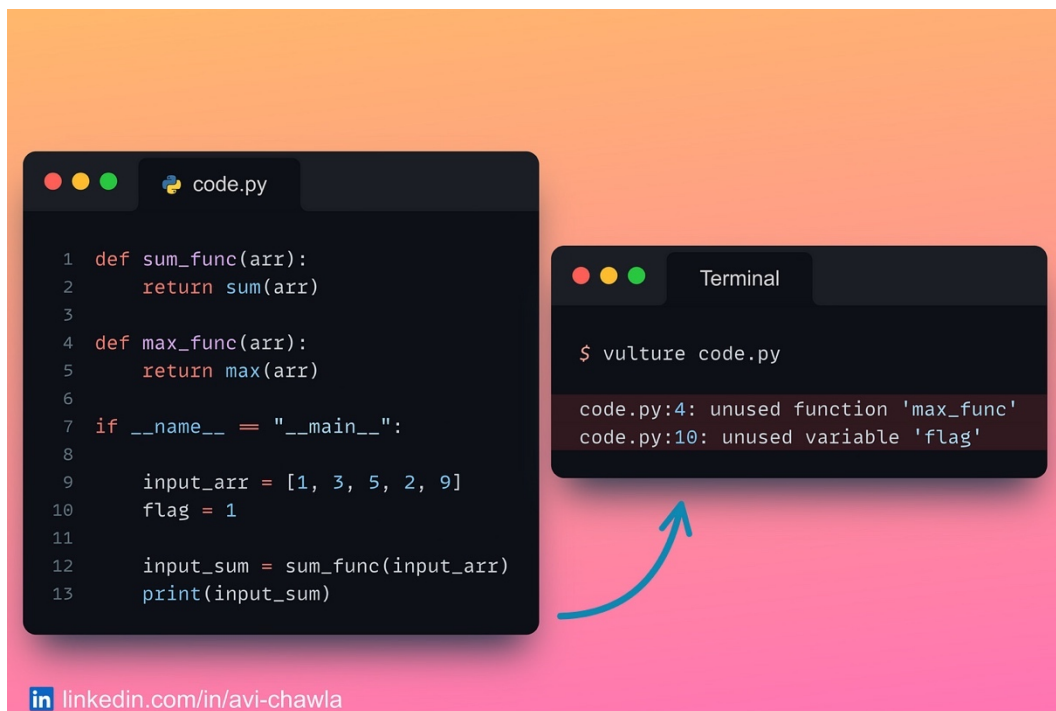 code.py
1 def sum_func(arr):
2     return sum(arr)
3
4 def max_func(arr):
5     return max(arr)
6
7 if __name__ == "__main__":
8
9     input_arr = [1, 3, 5, 2, 9]
10     flag = 1
11
12     input_sum = sum_func(input_arr)
13     print(input_sum)
Terminal
$ vulture code.py
code.py:4: unused function 'max_func'
code.py:10: unused variable 'flag'
in linkedin.com/in/avi-chawla